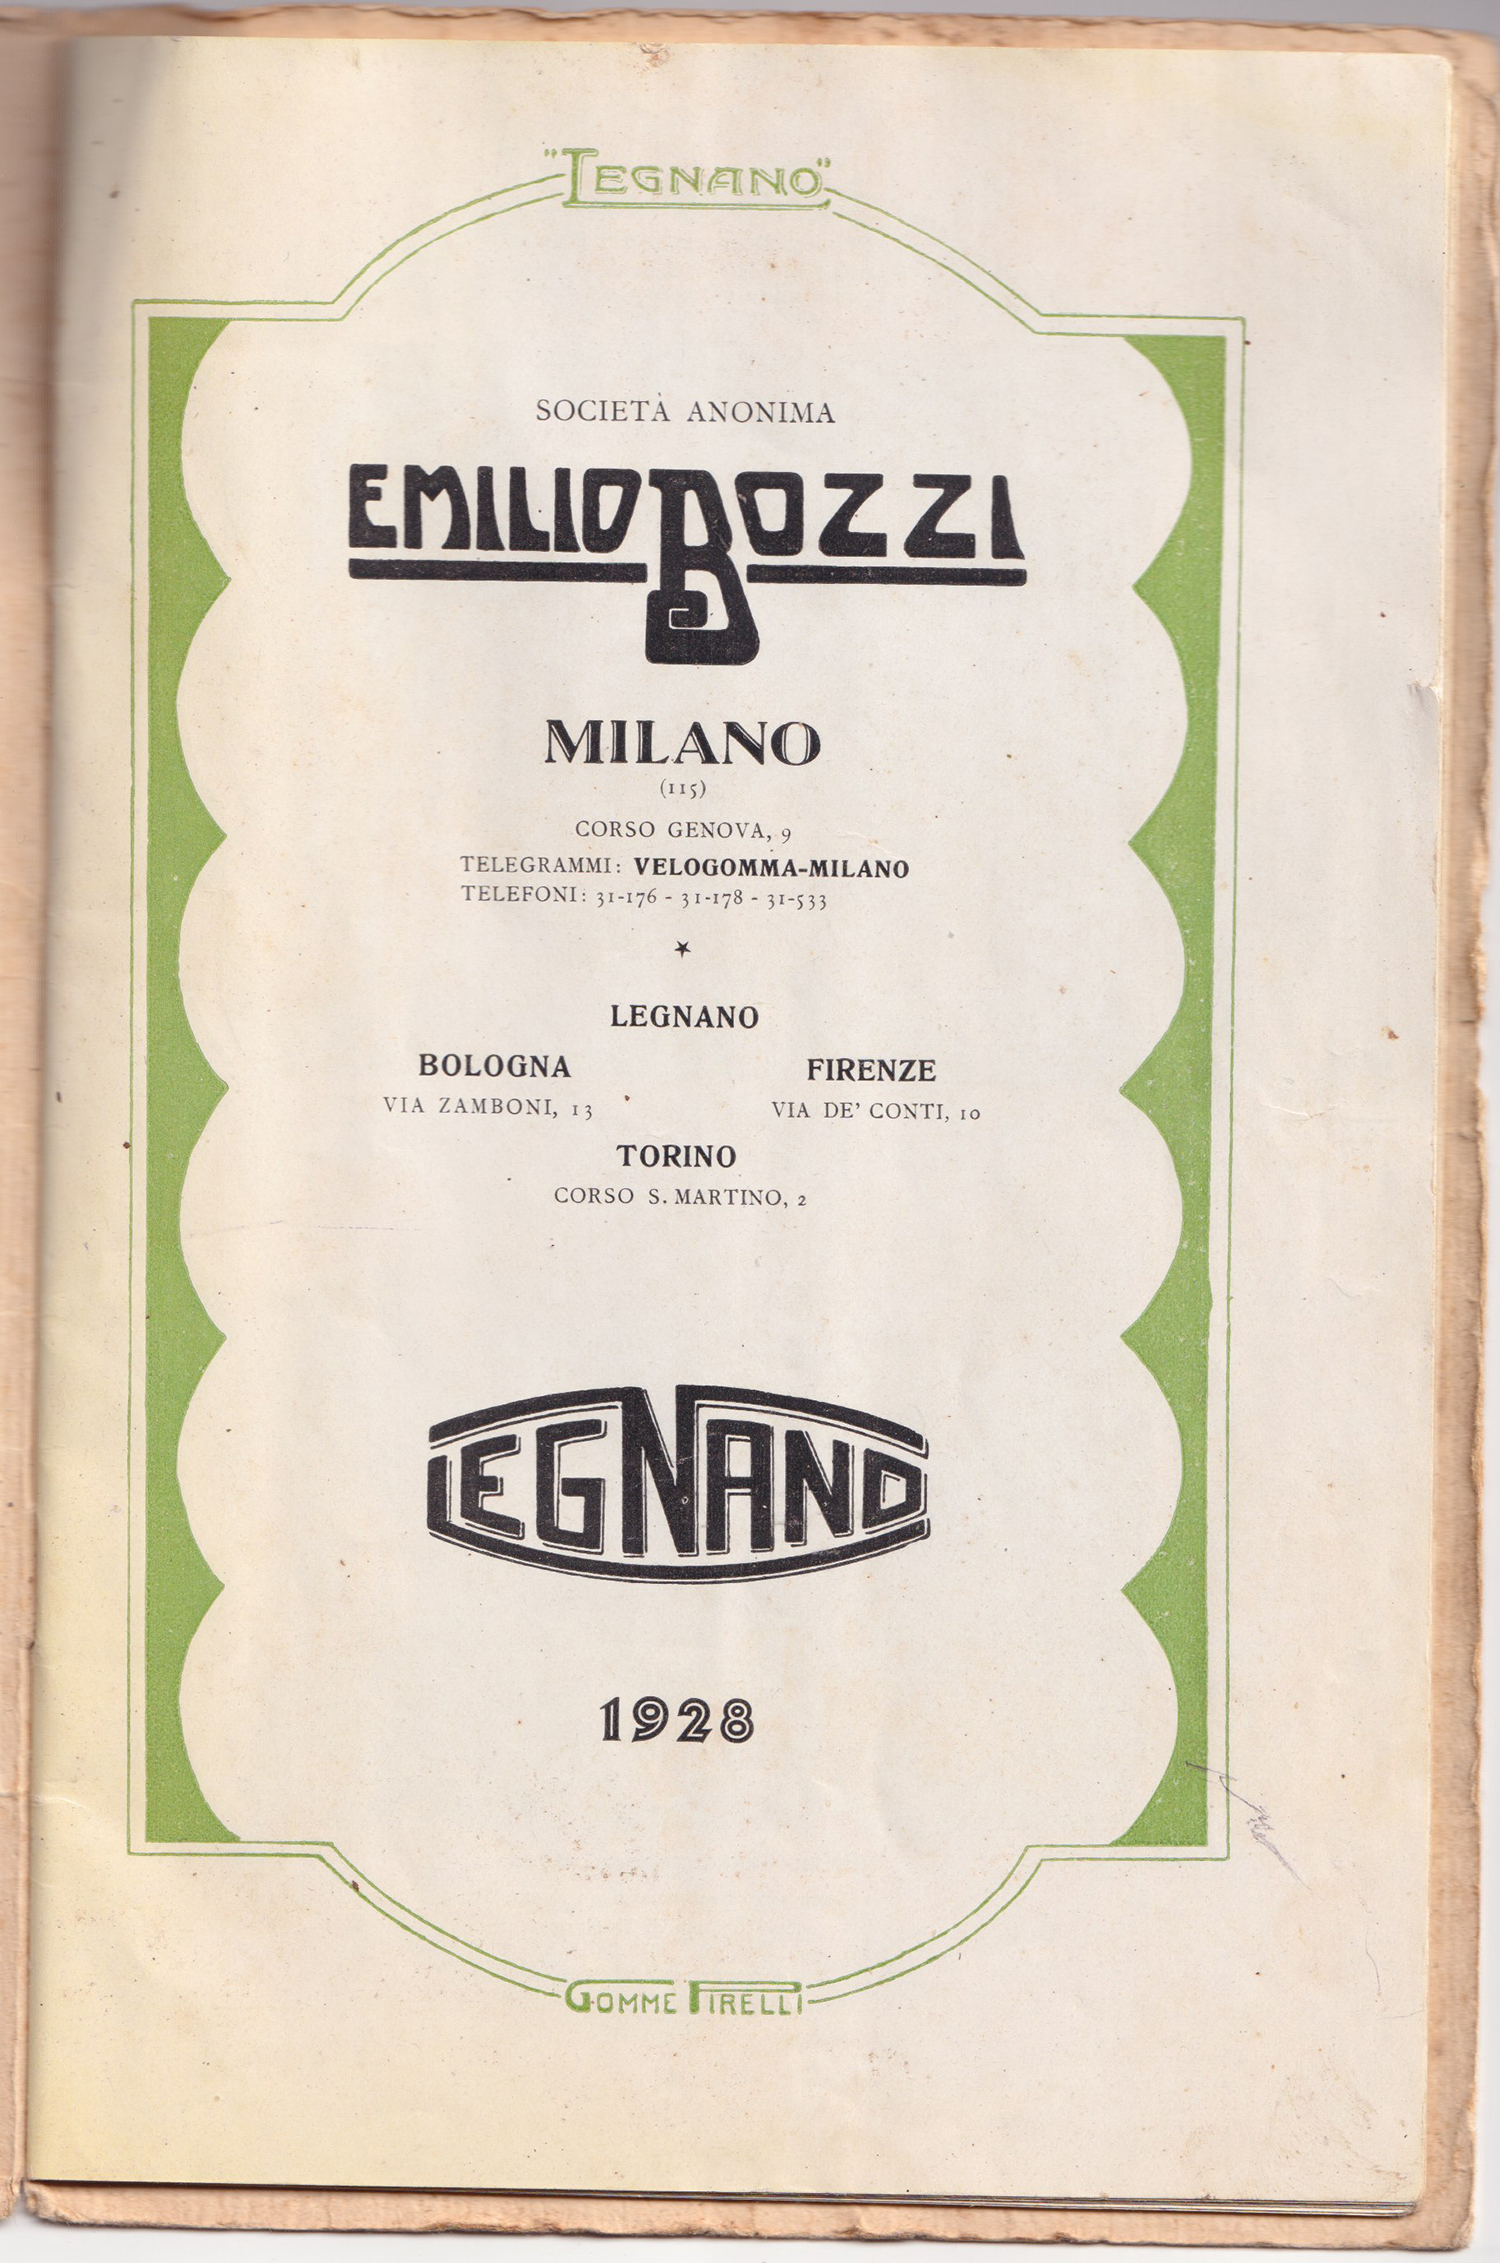 "LEGNANO"
SOCIETÀ ANONIMA
EMILIO BOZZI
MILANO
(115)
CORSO GENOVA, 9
TELEGRAMMI: VELOGOMMA-MILANO
TELEFONI: 31-176 - 31-178 - 31-533
LEGNANO
BOLOGNA FIRENZE
VIA ZAMBONI, 13 VIA DE' CONTI, 10
TORINO
CORSO S. MARTINO, 2
LEGNANO
1928
GOMME PIRELLI